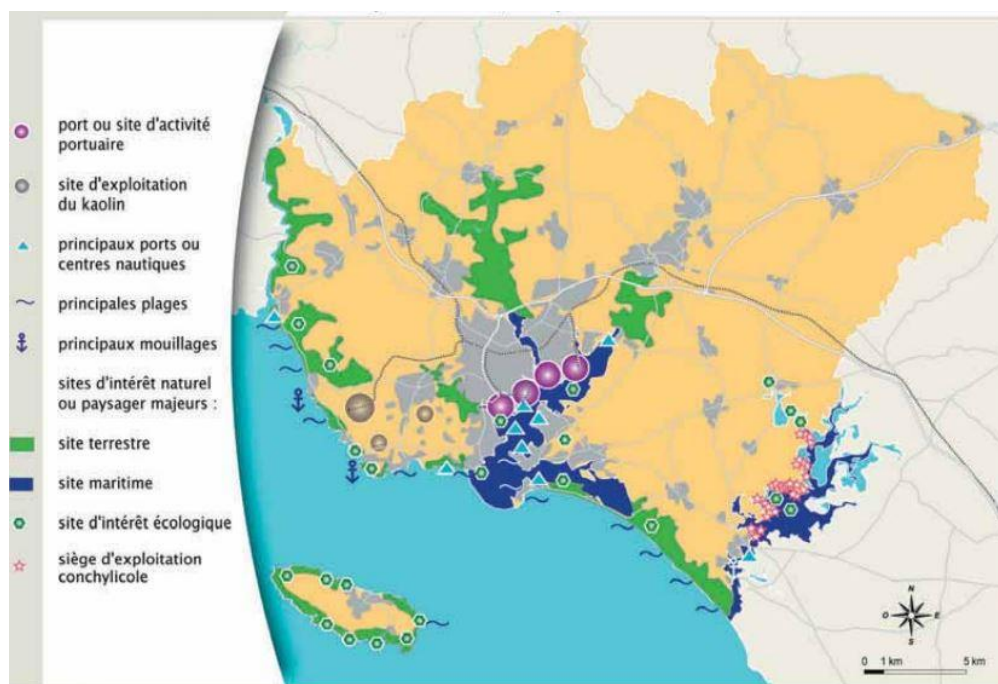 port ou site d'activité
portuaire
site d'exploitation
du kaolin
principaux ports ou
centres nautiques
principales plages
principaux mouillages
sites d'intérêt naturel
ou paysager majeurs :
site terrestre
site maritime
site d'intérêt écologique
siège d'exploitation
conchylicole
N
O
E
S
0 1 km 5 km